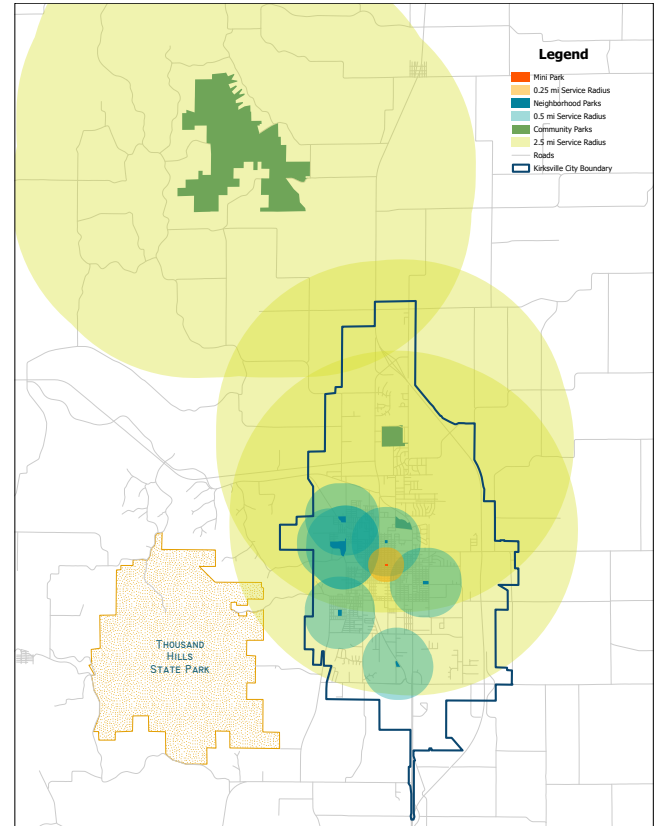 Legend
Mini Park
0.25 mi Service Radius
Neighborhood Parks
0.5 mi Service Radius
Community Parks
2.5 mi Service Radius
Roads
Kirksville City Boundary
THOUSAND
HILLS
STATE PARK